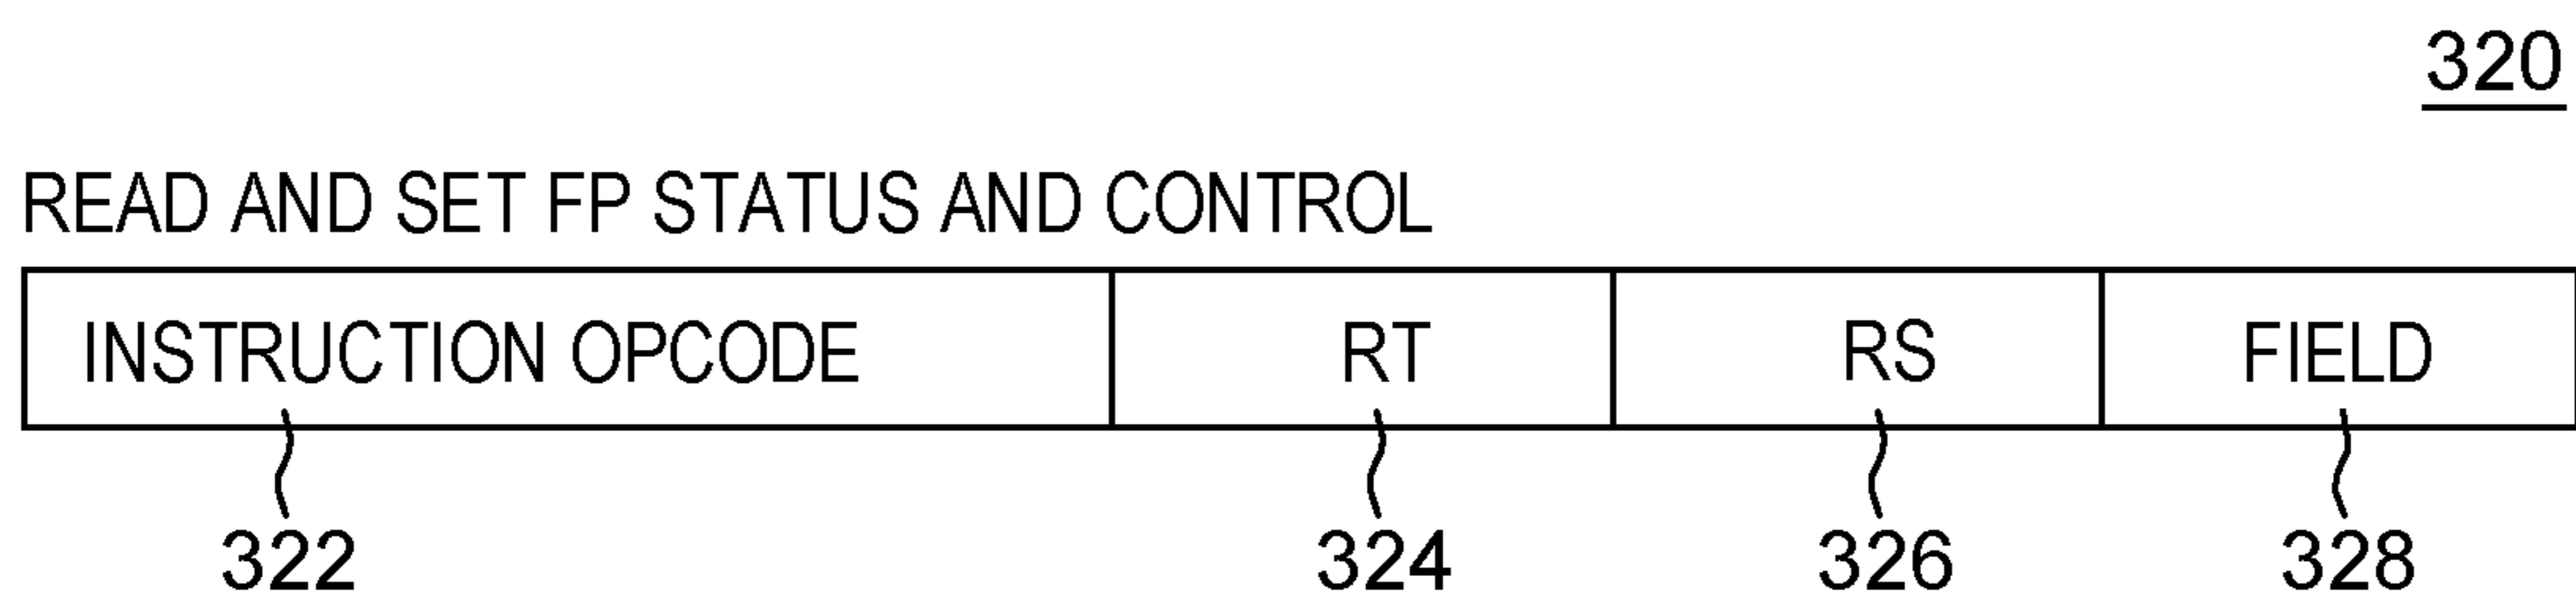 320
READ AND SET FP STATUS AND CONTROL
INSTRUCTION OPCODE RT RS FIELD
322 324 326 328